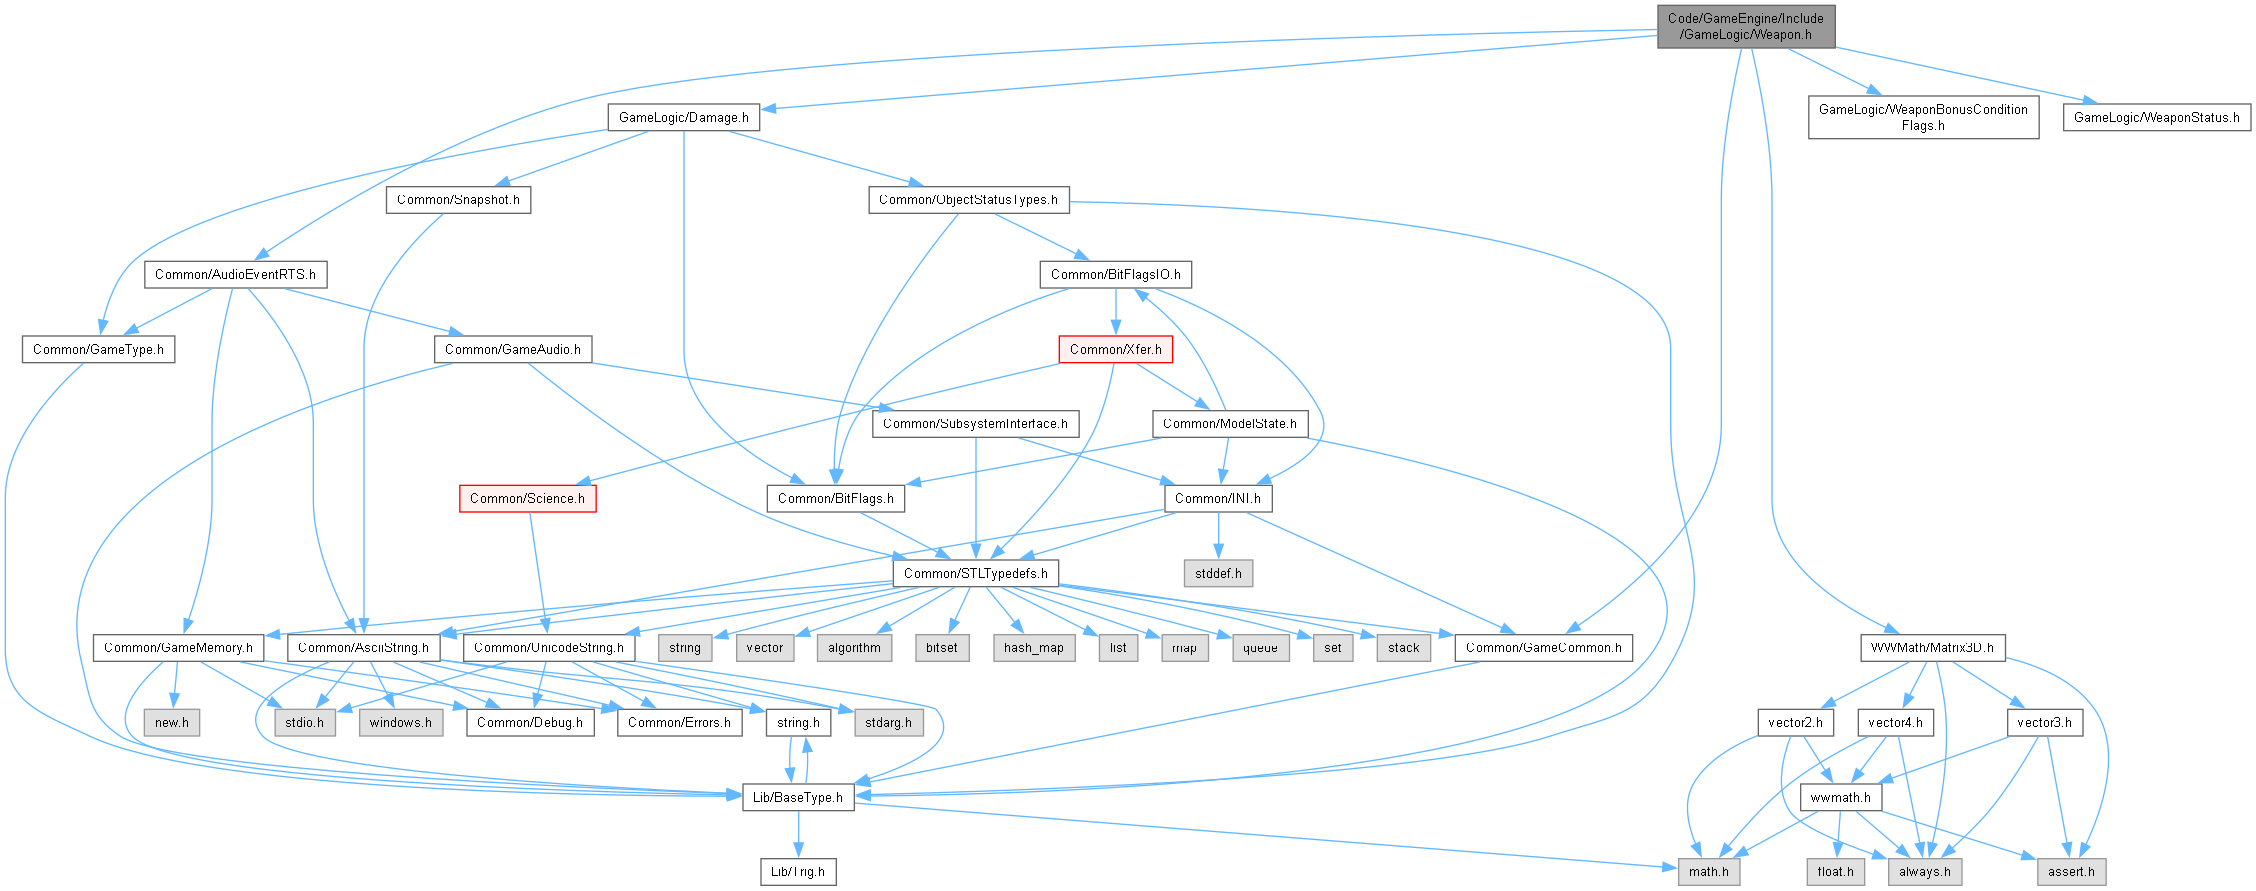 Code/GameEngine/Include
/GameLogic/Weapon.h
GameLogic/Damage.h
GameLogic/WeaponBonusCondition
Flags.h
GameLogic/WeaponStatus.h
Common/Snapshot.h
Common/ObjectStatusTypes.h
Common/AudioEventRTS.h
Common/BitFlagsIO.h
Common/GameType.h
Common/GameAudio.h
Common/Xfer.h
Common/SubsystemInterface.h
Common/ModelState.h
Common/Science.h
Common/BitFlags.h
Common/INI.h
Common/STLTypedefs.h
stddef.h
Common/GameMemory.h
Common/AsciiString.h
Common/UnicodeString.h
string
vector
algorithm
bitset
hash_map
list
map
queue
set
stack
Common/GameCommon.h
WWMath/Matrix3D.h
new.h
stdio.h
windows.h
Common/Debug.h
Common/Errors.h
string.h
stdarg.h
vector2.h
vector4.h
vector3.h
Lib/BaseType.h
wwmath.h
Lib/Trig.h
math.h
float.h
always.h
assert.h